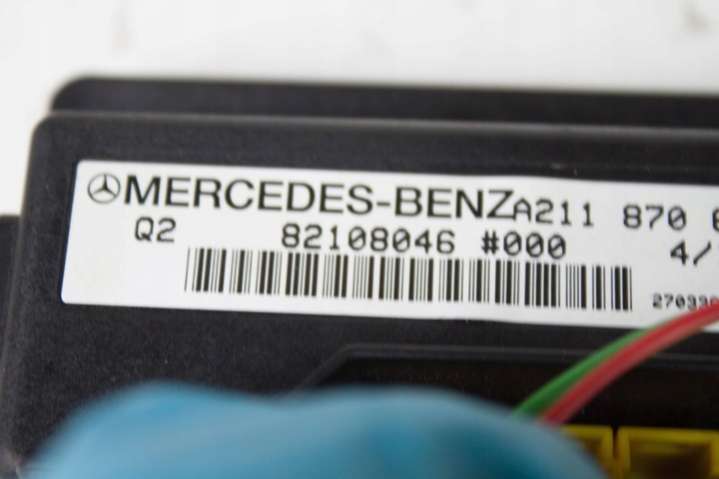 MERCEDES-BENZ A211 870
Q2 82108046 #000 4/